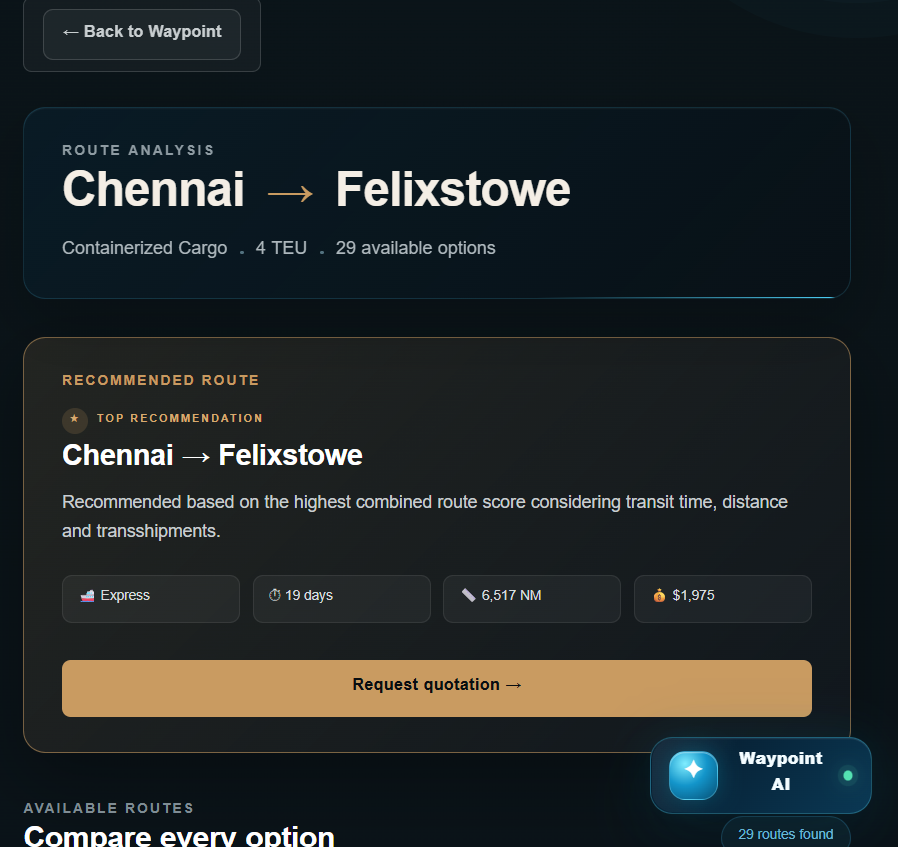 ← Back to Waypoint
ROUTE ANALYSIS
Chennai → Felixstowe
Containerized Cargo . 4 TEU . 29 available options
RECOMMENDED ROUTE
★ TOP RECOMMENDATION
Chennai → Felixstowe
Recommended based on the highest combined route score considering transit time, distance
and transshipments.
🚢 Express
⏱ 19 days
📏 6,517 NM
💰 $1,975
Request quotation →
Waypoint
AI
AVAILABLE ROUTES
Compare every option
29 routes found